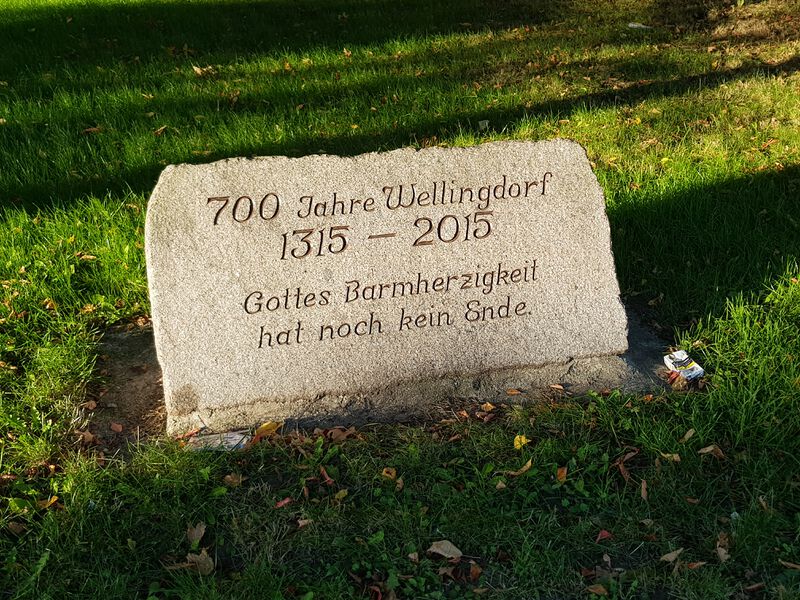 700 Jahre Wellingdorf
1315 – 2015
Gottes Barmherzigkeit
hat noch kein Ende.